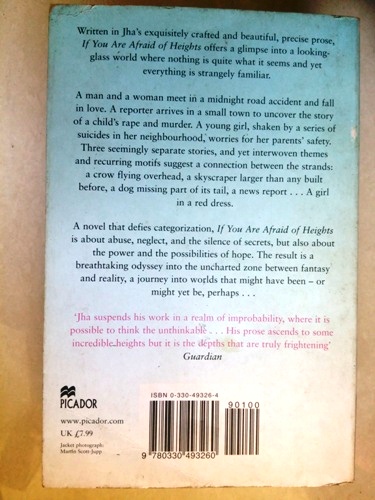 Written in Jha's exquisitely crafted and beautiful, precise prose,
If You Are Afraid of Heights offers a glimpse into a looking-
glass world where nothing is quite what it seems and yet
everything is strangely familiar.
A man and a woman meet in a midnight road accident and fall
in love. A reporter arrives in a small town to uncover the story
of a child's rape and murder. A young girl, shaken by a series of
suicides in her neighbourhood, worries for her parents' safety.
Three seemingly separate stories, and yet interwoven themes
and recurring motifs suggest a connection between the strands:
a crow flying overhead, a skyscraper larger than any built
before, a dog missing part of its tail, a news report . . . A girl
in a red dress.
A novel that defies categorization, If You Are Afraid of Heights
is about abuse, neglect, and the silence of secrets, but also about
the power and the possibilities of hope. The result is a
breathtaking odyssey into the uncharted zone between fantasy
and reality, a journey into worlds that might have been – or
might yet be, perhaps . . .
'Jha suspends his work in a realm of improbability, where it is
possible to think the unthinkable . . . His prose ascends to some
incredible heights but it is the depths that are truly frightening'
Guardian
PICADOR
www.picador.com
UK £7.99
Jacket photograph:
Martin Scott-Jupp
ISBN 0-330-49326-4
90100
9 780330 493260